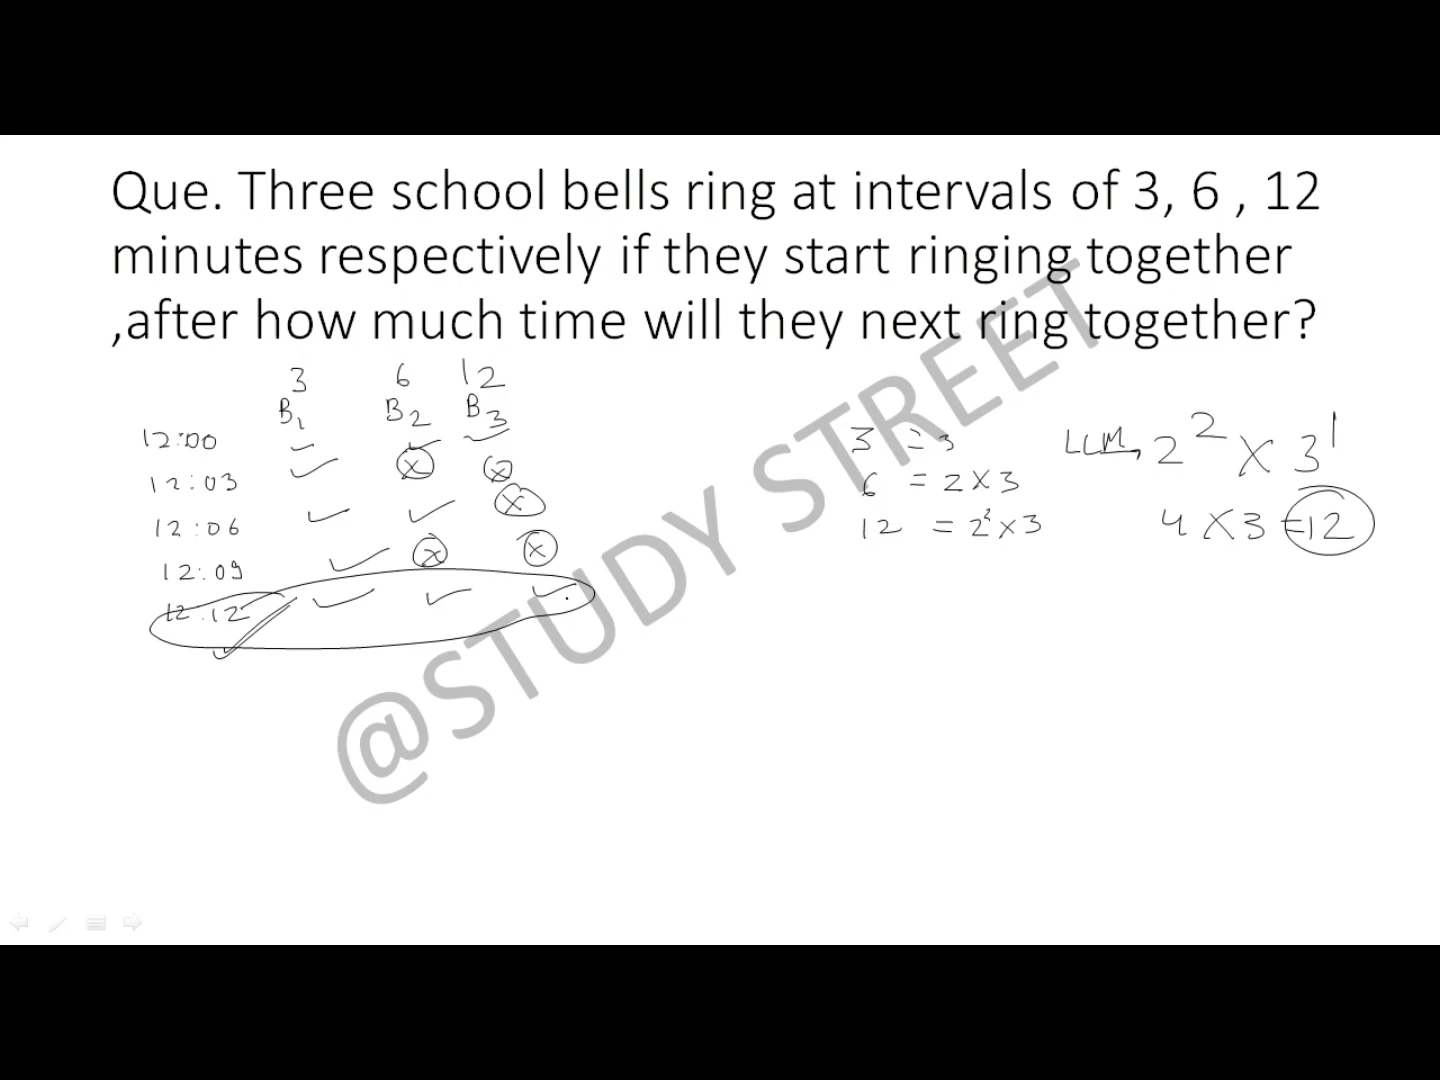 Que. Three school bells ring at intervals of 3, 6 , 12
minutes respectively if they start ringing together
,after how much time will they next ring together?
3 6 12
B1 B2 B3
12:00
12:03
12:06
12:09
12:12
3 = 3
6 = 2 x 3
12 = 2² x 3
LCM, 2² x 3¹
4 x 3 = 12
@STUDY STREET